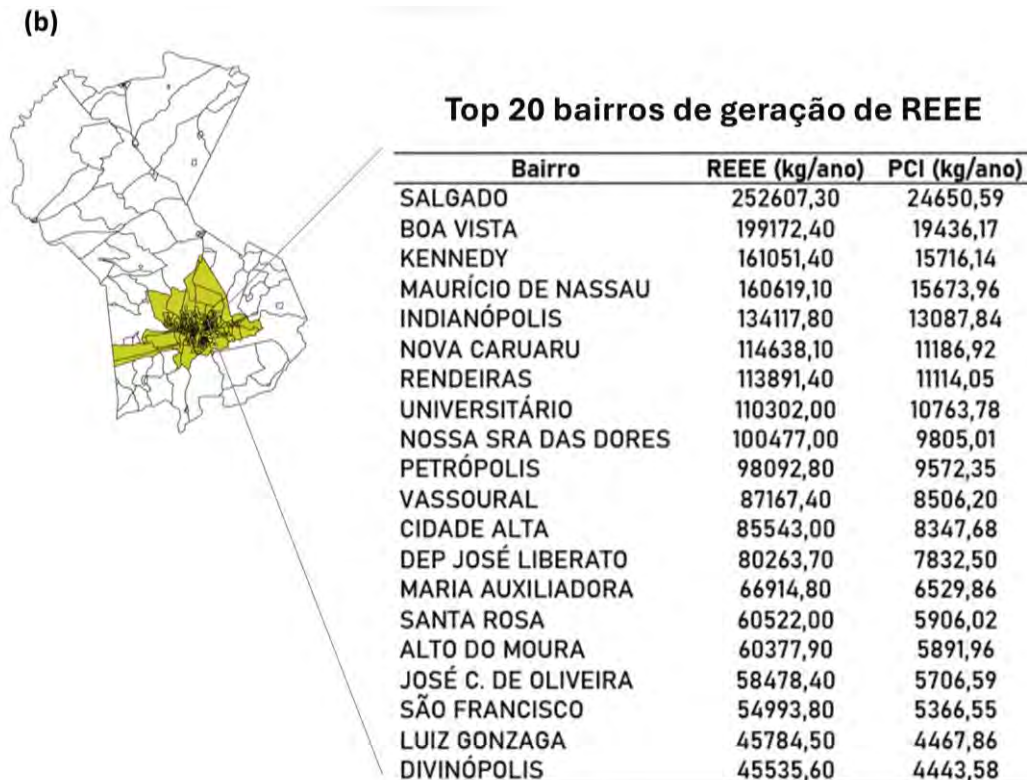 (b)
Top 20 bairros de geração de REEE
Bairro REEE (kg/ano) PCI (kg/ano)
SALGADO 252607,30 24650,59
BOA VISTA 199172,40 19436,17
KENNEDY 161051,40 15716,14
MAURÍCIO DE NASSAU 160619,10 15673,96
INDIANÓPOLIS 134117,80 13087,84
NOVA CARUARU 114638,10 11186,92
RENDEIRAS 113891,40 11114,05
UNIVERSITÁRIO 110302,00 10763,78
NOSSA SRA DAS DORES 100477,00 9805,01
PETRÓPOLIS 98092,80 9572,35
VASSOURAL 87167,40 8506,20
CIDADE ALTA 85543,00 8347,68
DEP JOSÉ LIBERATO 80263,70 7832,50
MARIA AUXILIADORA 66914,80 6529,86
SANTA ROSA 60522,00 5906,02
ALTO DO MOURA 60377,90 5891,96
JOSÉ C. DE OLIVEIRA 58478,40 5706,59
SÃO FRANCISCO 54993,80 5366,55
LUIZ GONZAGA 45784,50 4467,86
DIVINÓPOLIS 45535,60 4443,58